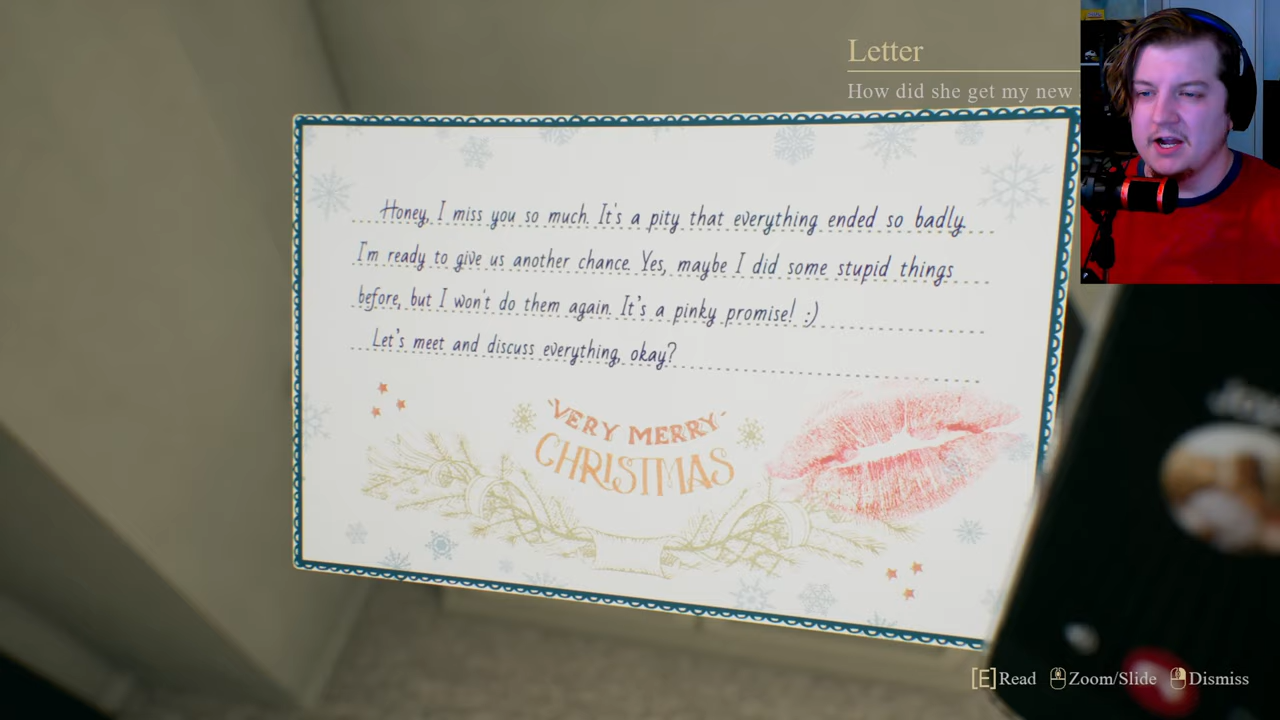 Letter
How did she get my new
Honey, I miss you so much. It's a pity that everything ended so badly.
I'm ready to give us another chance. Yes, maybe I did some stupid things
before, but I won't do them again. It's a pinky promise! :)
Let's meet and discuss everything, okay?
VERY MERRY
CHRISTMAS
[E] Read Zoom/Slide Dismiss